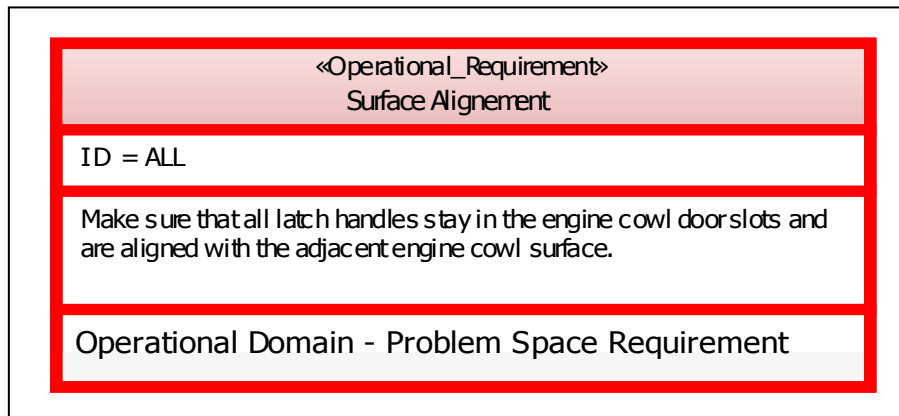 «Operational_Requirement»
Surface Alignement
ID = ALL
Make sure that all latch handles stay in the engine cowl door slots and
are aligned with the adjacent engine cowl surface.
Operational Domain - Problem Space Requirement